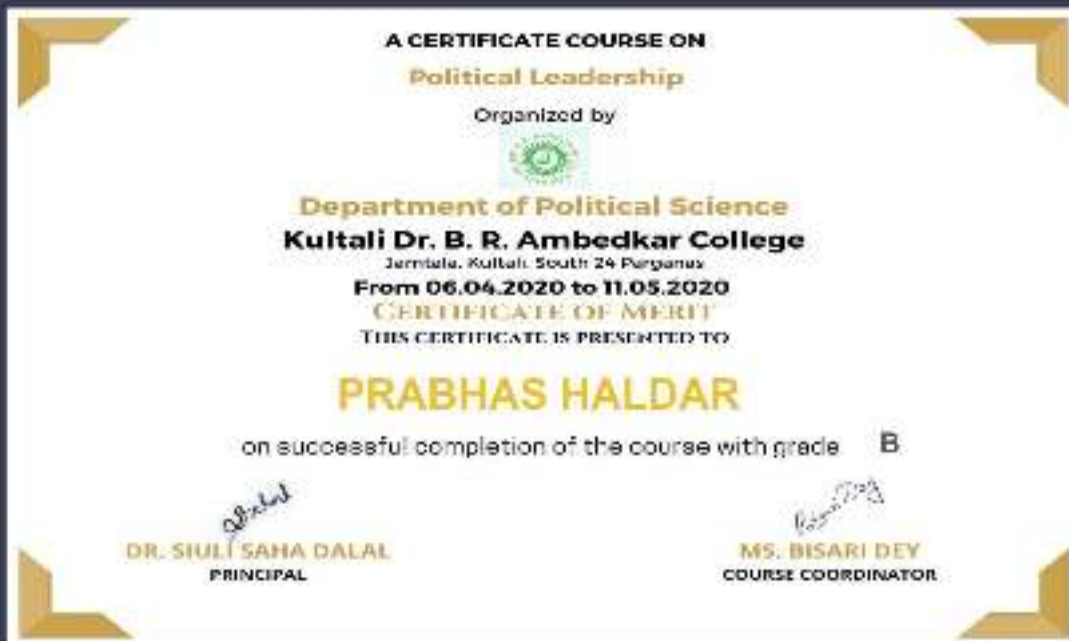 A CERTIFICATE COURSE ON
Political Leadership
Organized by
Department of Political Science
Kultali Dr. B. R. Ambedkar College
Jamtala, Kultali, South 24 Parganas
From 06.04.2020 to 11.05.2020
CERTIFICATE OF MERIT
THIS CERTIFICATE IS PRESENTED TO
PRABHAS HALDAR
on successful completion of the course with grade B
DR. SIULI SAHA DALAL
PRINCIPAL
MS. BISARI DEY
COURSE COORDINATOR